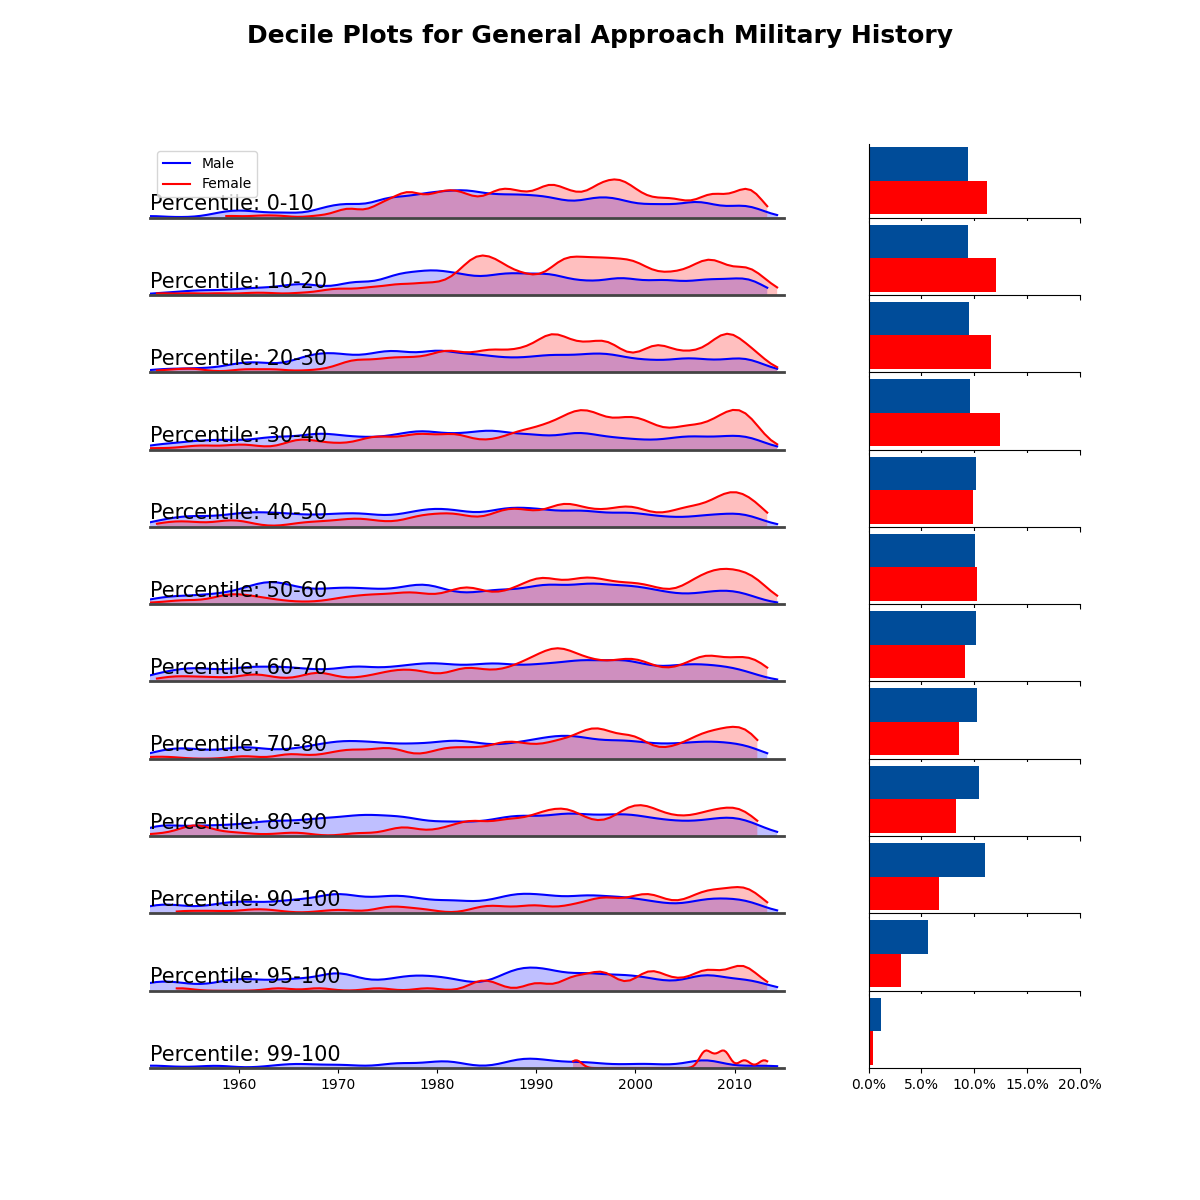 Decile Plots for General Approach Military History
Male
Female
Percentile: 0-10
Percentile: 10-20
Percentile: 20-30
Percentile: 30-40
Percentile: 40-50
Percentile: 50-60
Percentile: 60-70
Percentile: 70-80
Percentile: 80-90
Percentile: 90-100
Percentile: 95-100
Percentile: 99-100
1960 1970 1980 1990 2000 2010
0.0% 5.0% 10.0% 15.0% 20.0%